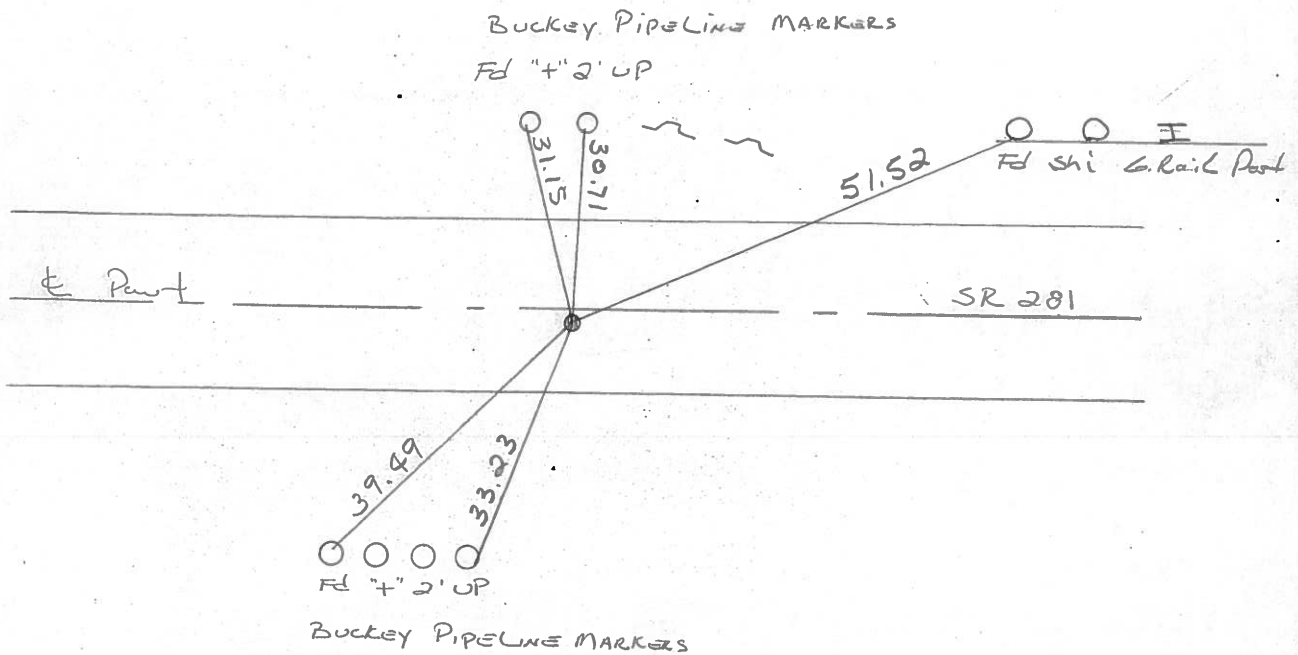 BUCKEY PIPELINE MARKERS
Fd "+" 2' UP
31.15
30.71
51.52
Fd Shi G.Rail Post
℄ Pavt
SR 281
39.49
33.23
Fd "+" 2' UP
BUCKEY PIPELINE MARKERS